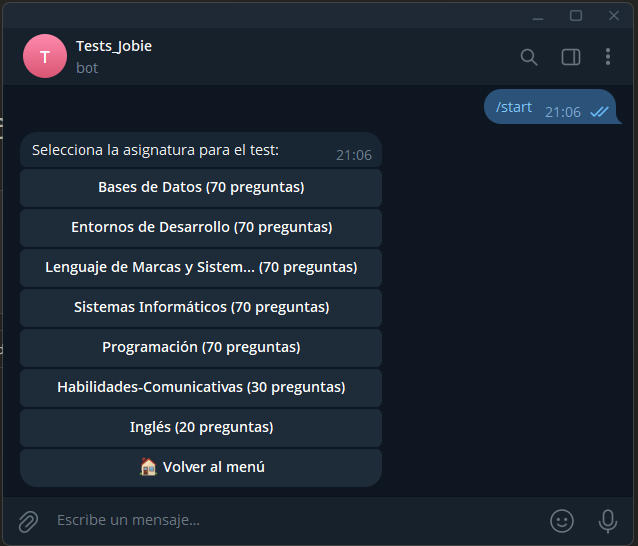 Tests_Jobie
bot
/start 21:06
Selecciona la asignatura para el test: 21:06
Bases de Datos (70 preguntas)
Entornos de Desarrollo (70 preguntas)
Lenguaje de Marcas y Sistem... (70 preguntas)
Sistemas Informáticos (70 preguntas)
Programación (70 preguntas)
Habilidades-Comunicativas (30 preguntas)
Inglés (20 preguntas)
🏠 Volver al menú
Escribe un mensaje...